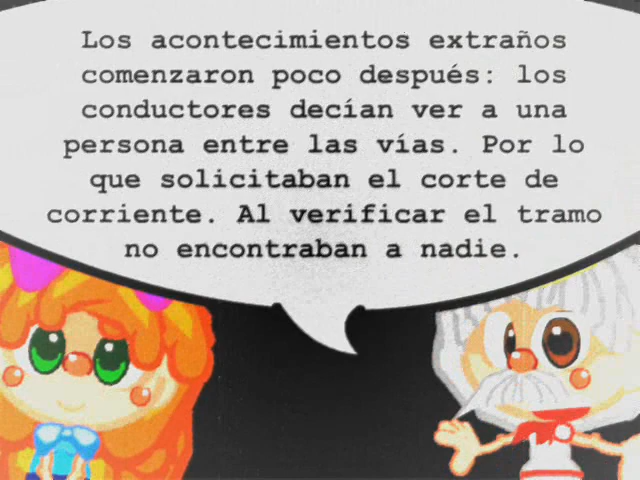 Los acontecimientos extraños
comenzaron poco después: los
conductores decían ver a una
persona entre las vías. Por lo
que solicitaban el corte de
corriente. Al verificar el tramo
no encontraban a nadie.